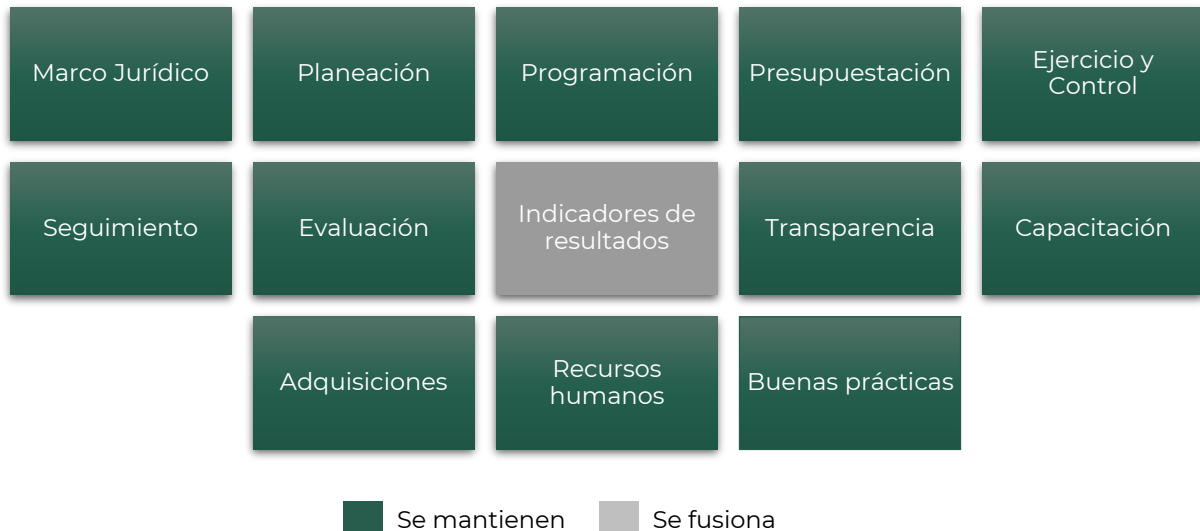 Marco Jurídico
Planeación
Programación
Presupuestación
Ejercicio y
Control
Seguimiento
Evaluación
Indicadores de
resultados
Transparencia
Capacitación
Adquisiciones
Recursos
humanos
Buenas prácticas
Se mantienen
Se fusiona